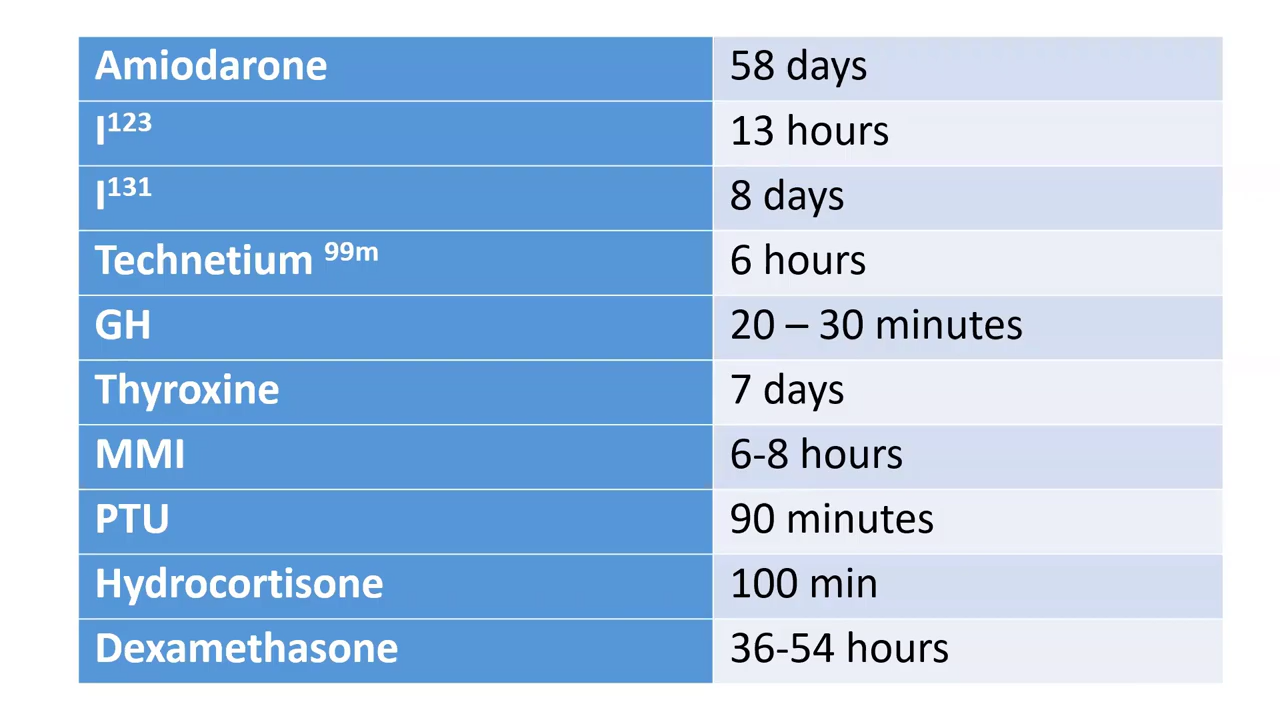 Amiodarone 58 days
I¹²³ 13 hours
I¹³¹ 8 days
Technetium ⁹⁹ᵐ 6 hours
GH 20 – 30 minutes
Thyroxine 7 days
MMI 6-8 hours
PTU 90 minutes
Hydrocortisone 100 min
Dexamethasone 36-54 hours